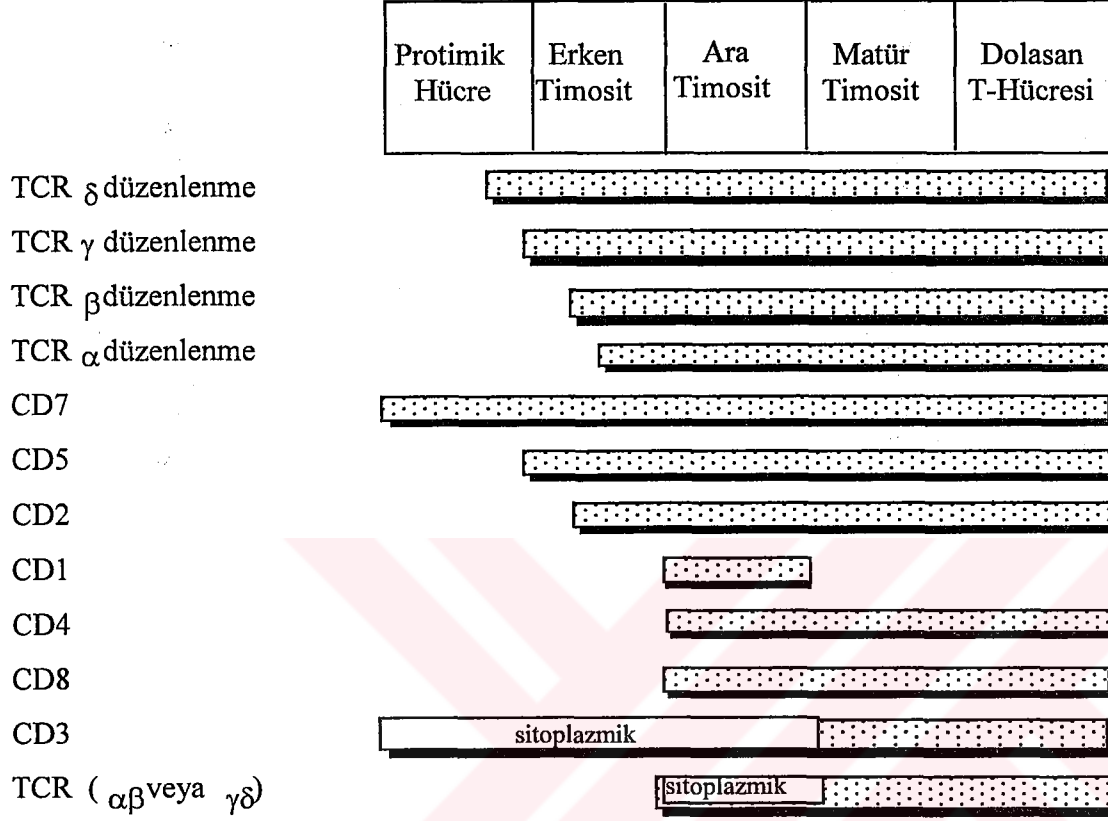 Protimik Hücre
Erken Timosit
Ara Timosit
Matür Timosit
Dolasan T-Hücresi
TCR δ düzenlenme
TCR γ düzenlenme
TCR β düzenlenme
TCR α düzenlenme
CD7
CD5
CD2
CD1
CD4
CD8
CD3 sitoplazmik
TCR ( αβ veya γδ) sitoplazmik